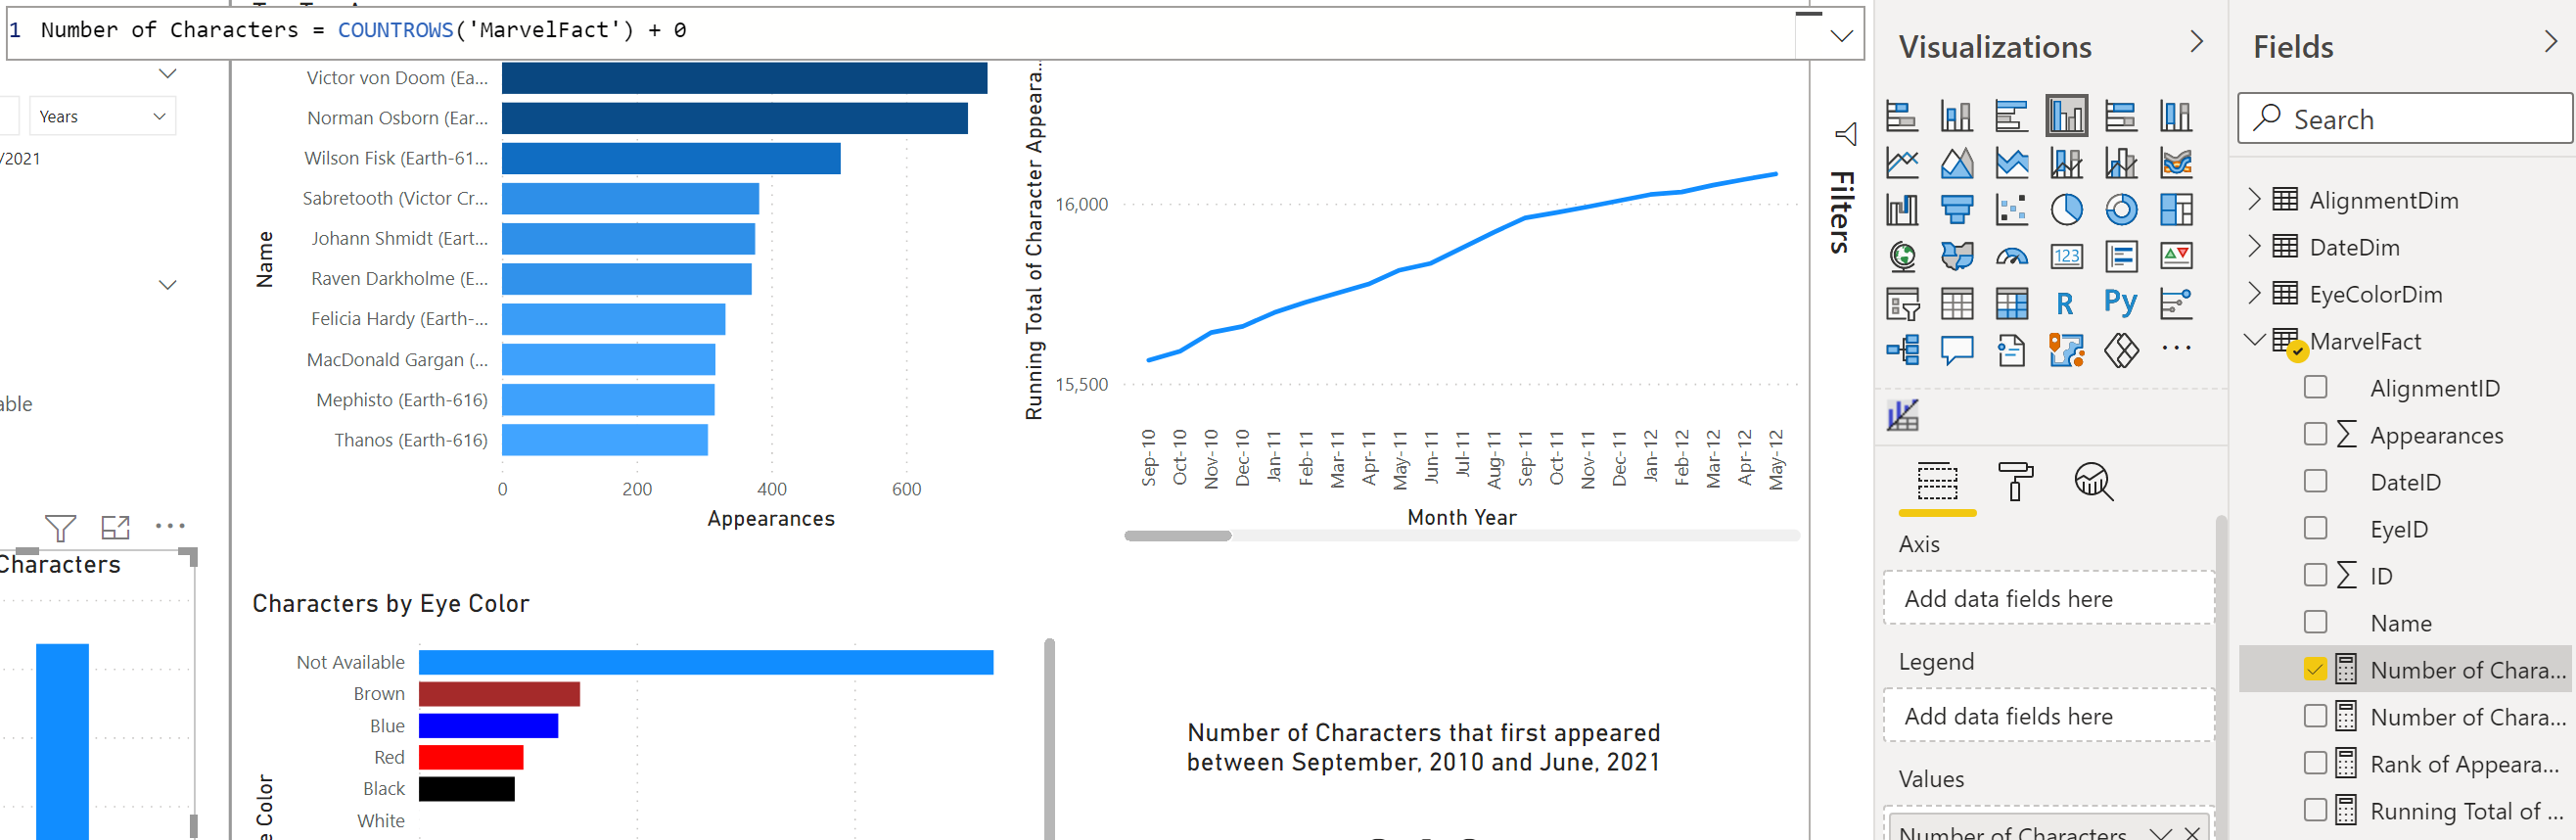 1 Number of Characters = COUNTROWS('MarvelFact') + 0
Years
/2021
able
Characters
Victor von Doom (Ea...
Norman Osborn (Ear...
Wilson Fisk (Earth-61...
Sabretooth (Victor Cr...
Johann Shmidt (Eart...
Raven Darkholme (E...
Felicia Hardy (Earth-...
MacDonald Gargan (...
Mephisto (Earth-616)
Thanos (Earth-616)
Name
0 200 400 600
Appearances
Running Total of Character Appeara...
16,000
15,500
Sep-10 Oct-10 Nov-10 Dec-10 Jan-11 Feb-11 Mar-11 Apr-11 May-11 Jun-11 Jul-11 Aug-11 Sep-11 Oct-11 Nov-11 Dec-11 Jan-12 Feb-12 Mar-12 Apr-12 May-12
Month Year
Characters by Eye Color
Not Available
Brown
Blue
Red
Black
White
e Color
Number of Characters that first appeared
between September, 2010 and June, 2021
Filters
Visualizations
123
R
Py
Axis
Add data fields here
Legend
Add data fields here
Values
Number of Characters
Fields
Search
AlignmentDim
DateDim
EyeColorDim
MarvelFact
AlignmentID
Appearances
DateID
EyeID
ID
Name
Number of Chara...
Number of Chara...
Rank of Appeara...
Running Total of ...